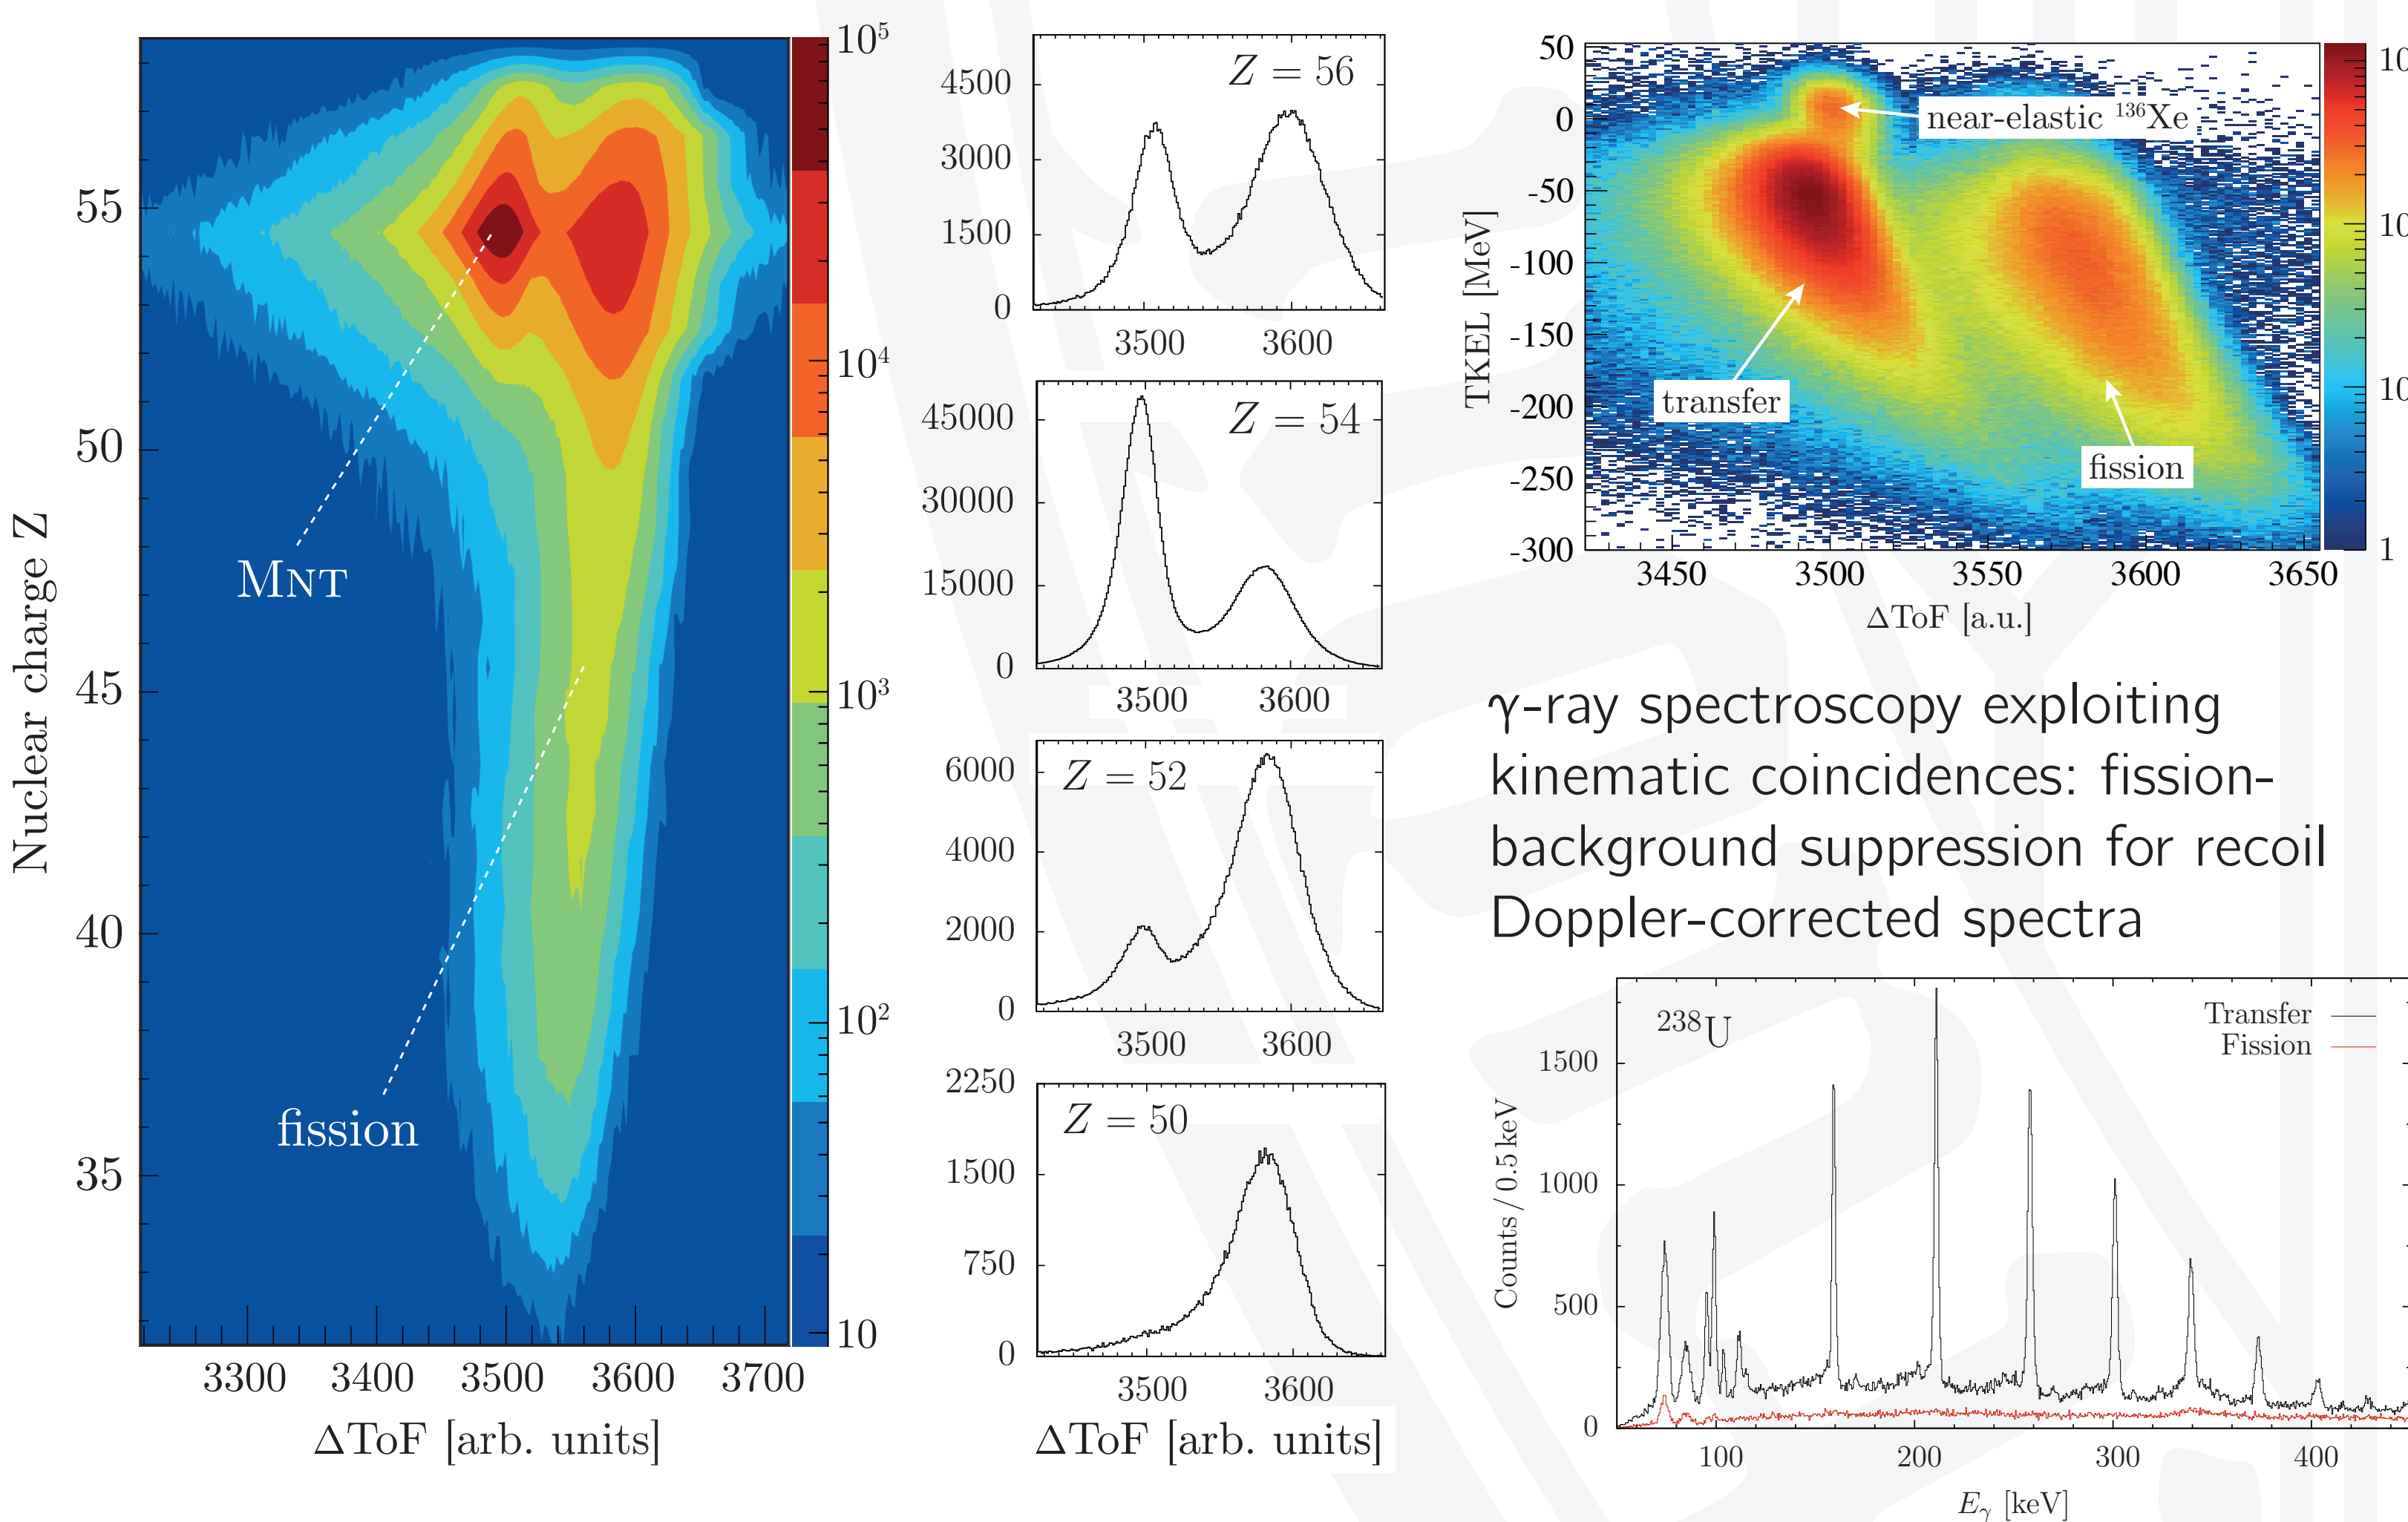 Nuclear charge Z
55
50
45
40
35
3300 3400 3500 3600 3700
ΔToF [arb. units]
MNT
fission
10⁵
10⁴
10³
10²
10
Z = 56
4500
3000
1500
0
3500 3600
Z = 54
45000
30000
15000
0
3500 3600
Z = 52
6000
4000
2000
0
3500 3600
Z = 50
2250
1500
750
0
3500 3600
ΔToF [arb. units]
TKEL [MeV]
50
0
-50
-100
-150
-200
-250
-300
near-elastic ¹³⁶Xe
transfer
fission
3450 3500 3550 3600 3650
ΔToF [a.u.]
10
10
10
1
γ-ray spectroscopy exploiting
kinematic coincidences: fission-
background suppression for recoil
Doppler-corrected spectra
²³⁸U
Transfer
Fission
Counts / 0.5 keV
1500
1000
500
0
100 200 300 400
Eγ [keV]